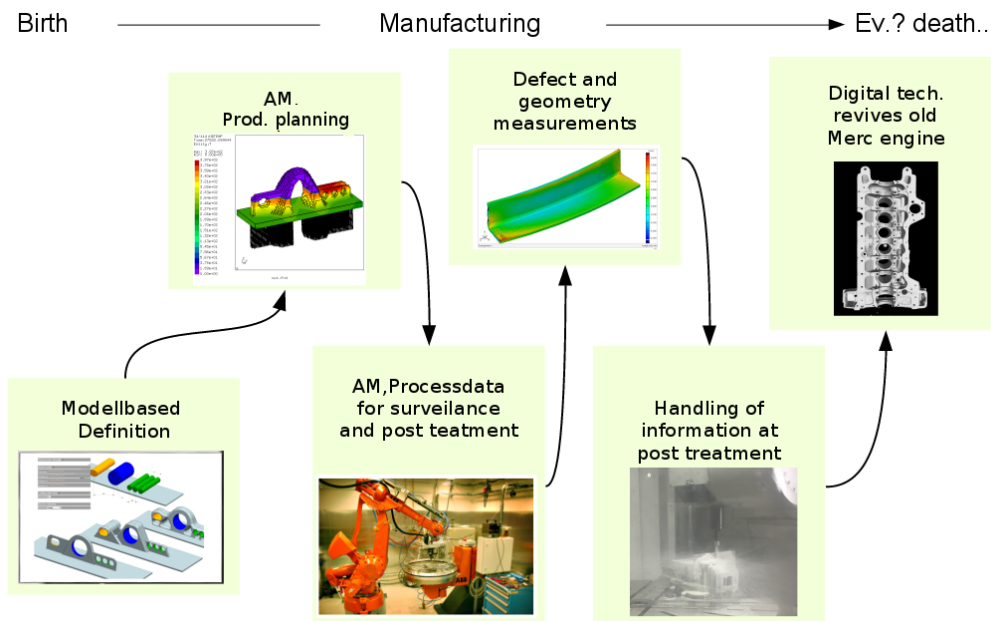 Birth
Manufacturing
Ev.? death..
AM.
Prod. planning
Defect and
geometry
measurements
Digital tech.
revives old
Merc engine
Modellbased
Definition
AM,Processdata
for surveilance
and post teatment
Handling of
information at
post treatment